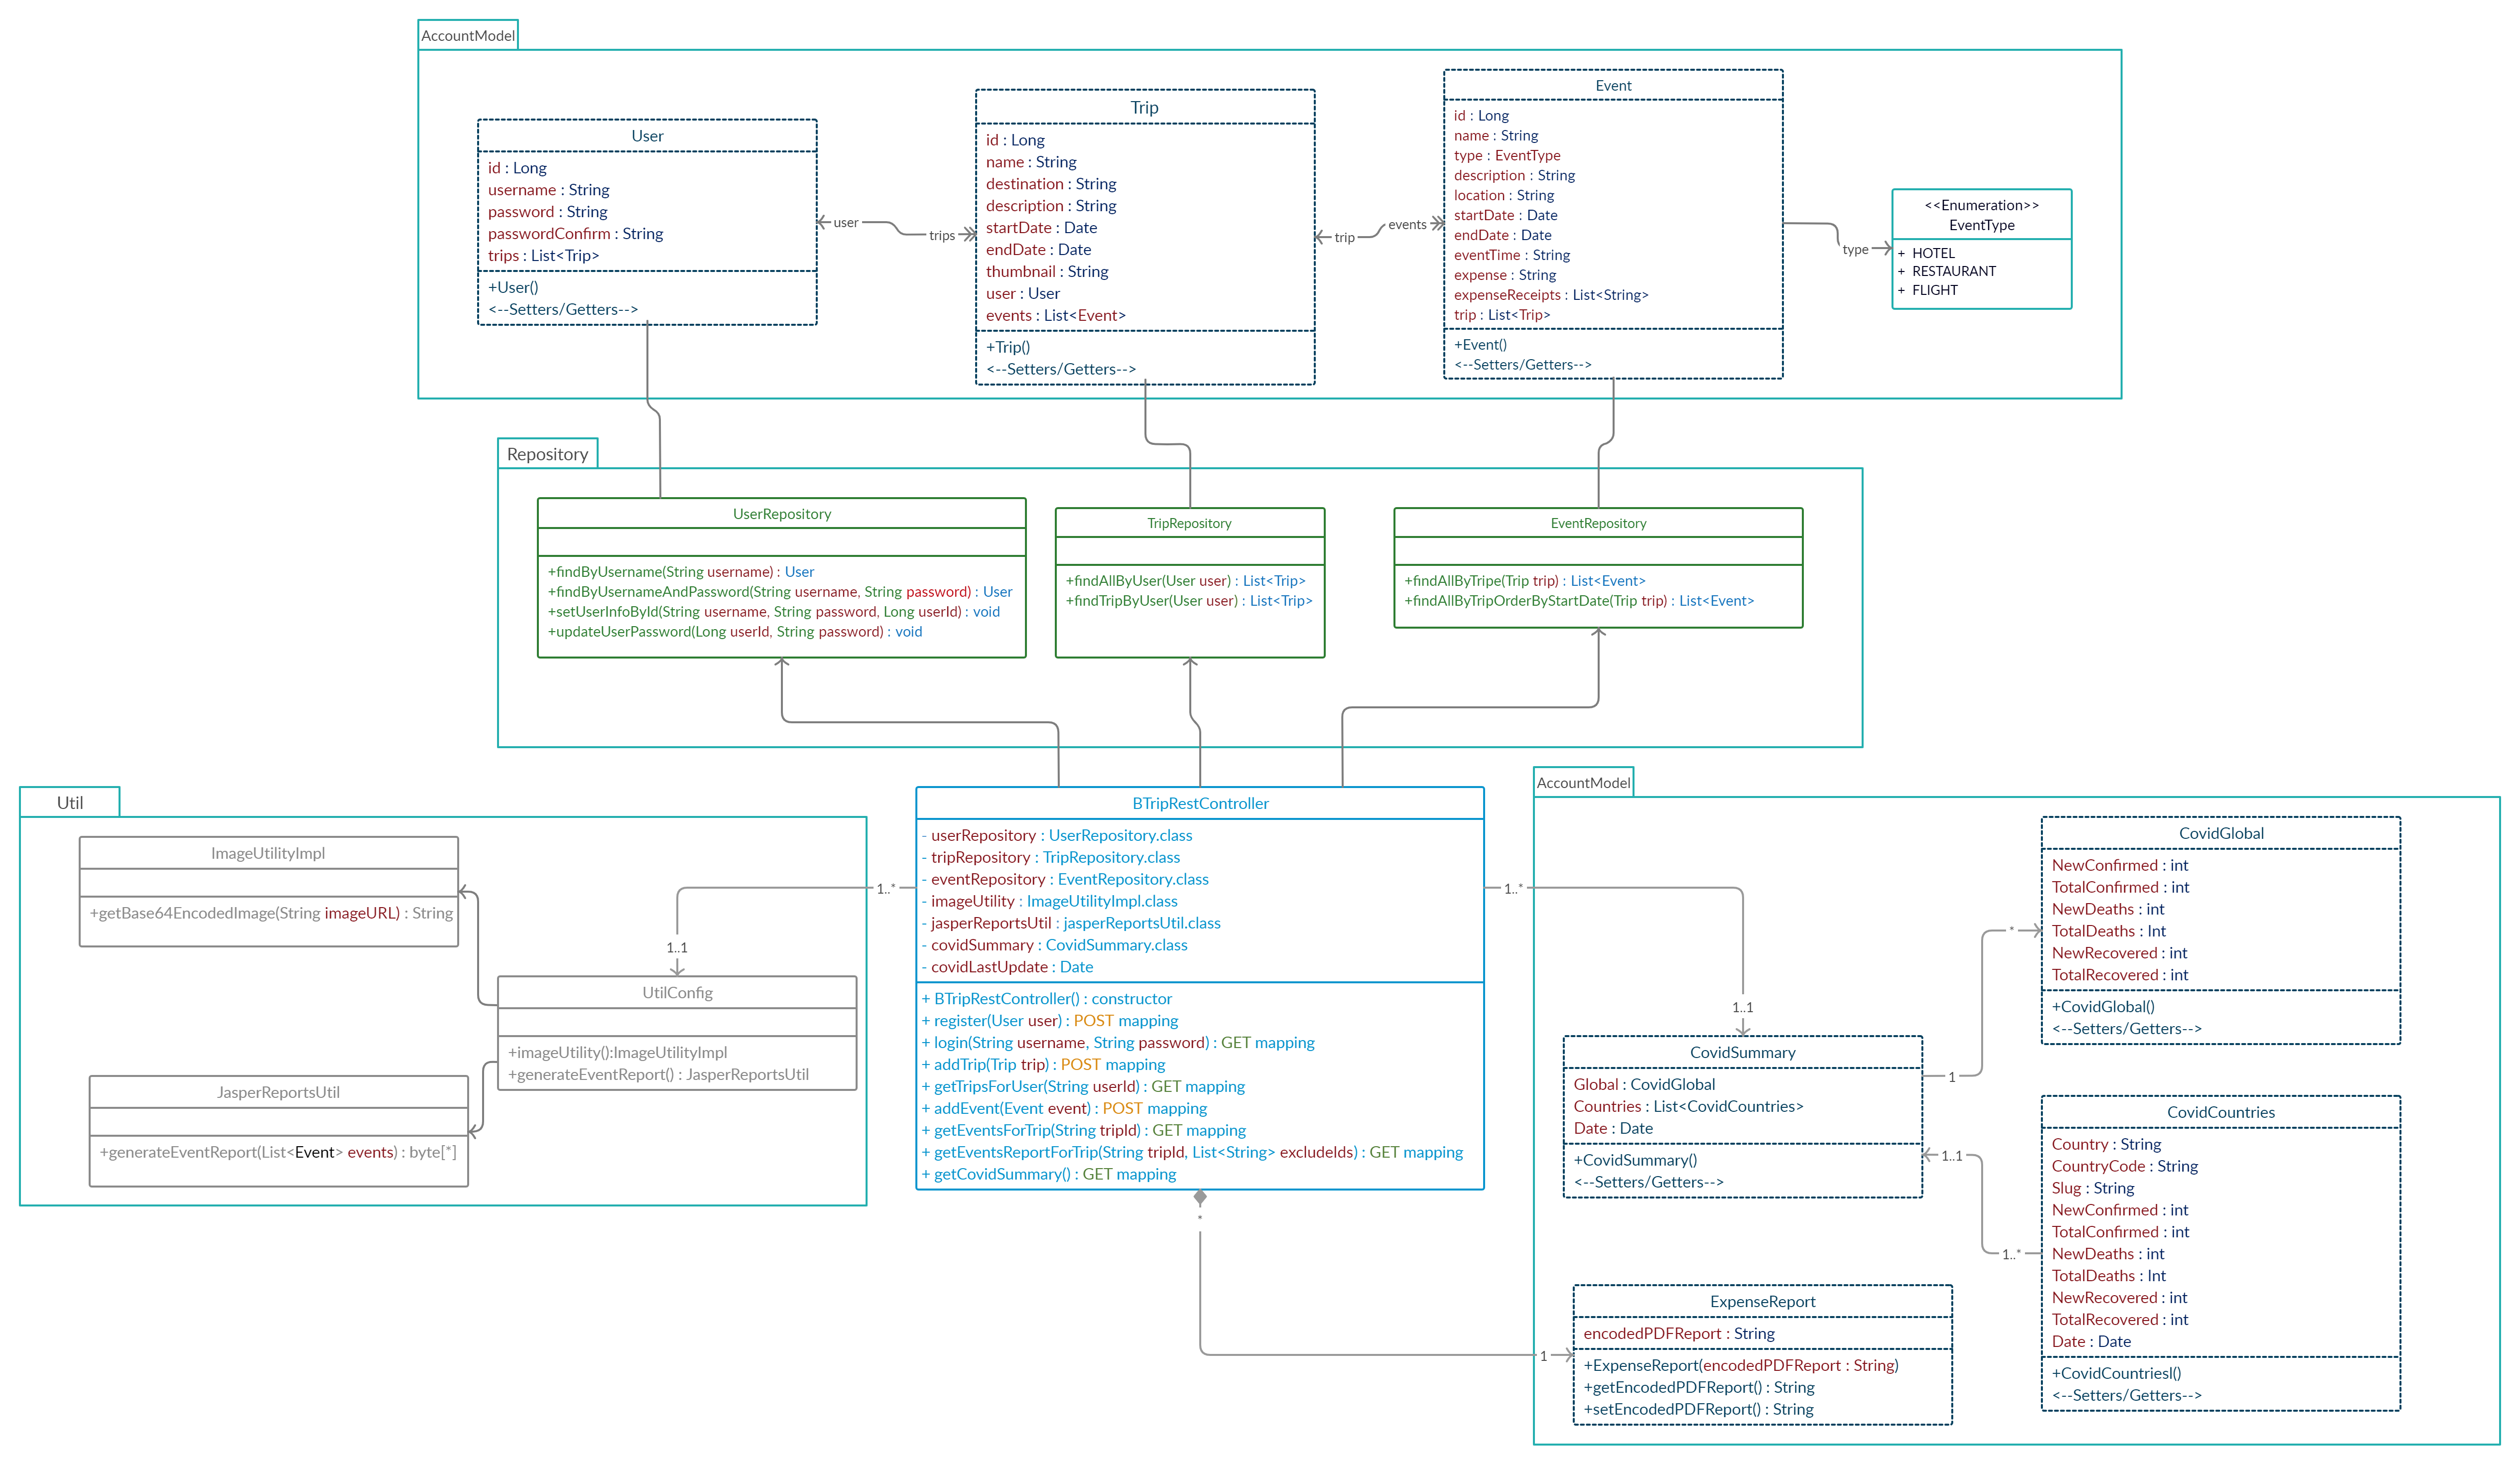 AccountModel
User
id : Long
username : String
password : String
passwordConfirm : String
trips : List<Trip>
+User()
<--Setters/Getters-->
user
trips
Trip
id : Long
name : String
destination : String
description : String
startDate : Date
endDate : Date
thumbnail : String
user : User
events : List<Event>
+Trip()
<--Setters/Getters-->
trip
events
Event
id : Long
name : String
type : EventType
description : String
location : String
startDate : Date
endDate : Date
eventTime : String
expense : String
expenseReceipts : List<String>
trip : List<Trip>
+Event()
<--Setters/Getters-->
type
<<Enumeration>>
EventType
+ HOTEL
+ RESTAURANT
+ FLIGHT
Repository
UserRepository
+findByUsername(String username) : User
+findByUsernameAndPassword(String username, String password) : User
+setUserInfoById(String username, String password, Long userId) : void
+updateUserPassword(Long userId, String password) : void
TripRepository
+findAllByUser(User user) : List<Trip>
+findTripByUser(User user) : List<Trip>
EventRepository
+findAllByTripe(Trip trip) : List<Event>
+findAllByTripOrderByStartDate(Trip trip) : List<Event>
Util
ImageUtilityImpl
+getBase64EncodedImage(String imageURL) : String
JasperReportsUtil
+generateEventReport(List<Event> events) : byte[*]
1..*
1..1
UtilConfig
+imageUtility():ImageUtilityImpl
+generateEventReport() : JasperReportsUtil
BTripRestController
- userRepository : UserRepository.class
- tripRepository : TripRepository.class
- eventRepository : EventRepository.class
- imageUtility : ImageUtilityImpl.class
- jasperReportsUtil : jasperReportsUtil.class
- covidSummary : CovidSummary.class
- covidLastUpdate : Date
+ BTripRestController() : constructor
+ register(User user) : POST mapping
+ login(String username, String password) : GET mapping
+ addTrip(Trip trip) : POST mapping
+ getTripsForUser(String userId) : GET mapping
+ addEvent(Event event) : POST mapping
+ getEventsForTrip(String tripId) : GET mapping
+ getEventsReportForTrip(String tripId, List<String> excludeIds) : GET mapping
+ getCovidSummary() : GET mapping
*
1
AccountModel
1..*
1..1
CovidSummary
Global : CovidGlobal
Countries : List<CovidCountries>
Date : Date
+CovidSummary()
<--Setters/Getters-->
1
*
1..1
1..*
CovidGlobal
NewConfirmed : int
TotalConfirmed : int
NewDeaths : int
TotalDeaths : Int
NewRecovered : int
TotalRecovered : int
+CovidGlobal()
<--Setters/Getters-->
CovidCountries
Country : String
CountryCode : String
Slug : String
NewConfirmed : int
TotalConfirmed : int
NewDeaths : int
TotalDeaths : Int
NewRecovered : int
TotalRecovered : int
Date : Date
+CovidCountriesl()
<--Setters/Getters-->
ExpenseReport
encodedPDFReport : String
+ExpenseReport(encodedPDFReport : String)
+getEncodedPDFReport() : String
+setEncodedPDFReport() : String